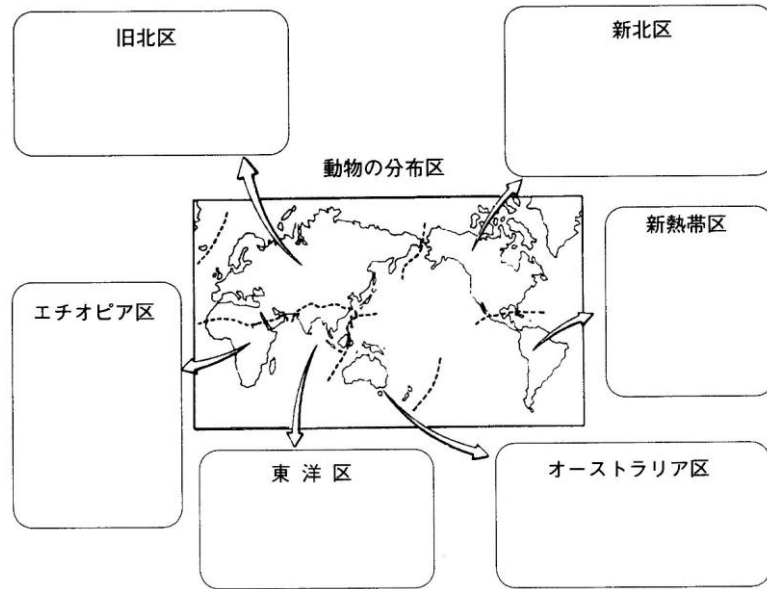 旧北区
新北区
動物の分布区
新熱帯区
エチオピア区
東洋区
オーストラリア区